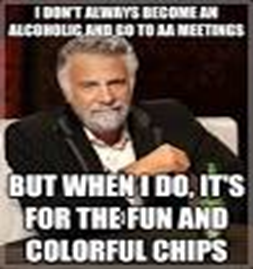 I DON'T ALWAYS BECOME AN
ALCOHOLIC AND GO TO AA MEETINGS
BUT WHEN I DO, IT'S
FOR THE FUN AND
COLORFUL CHIPS